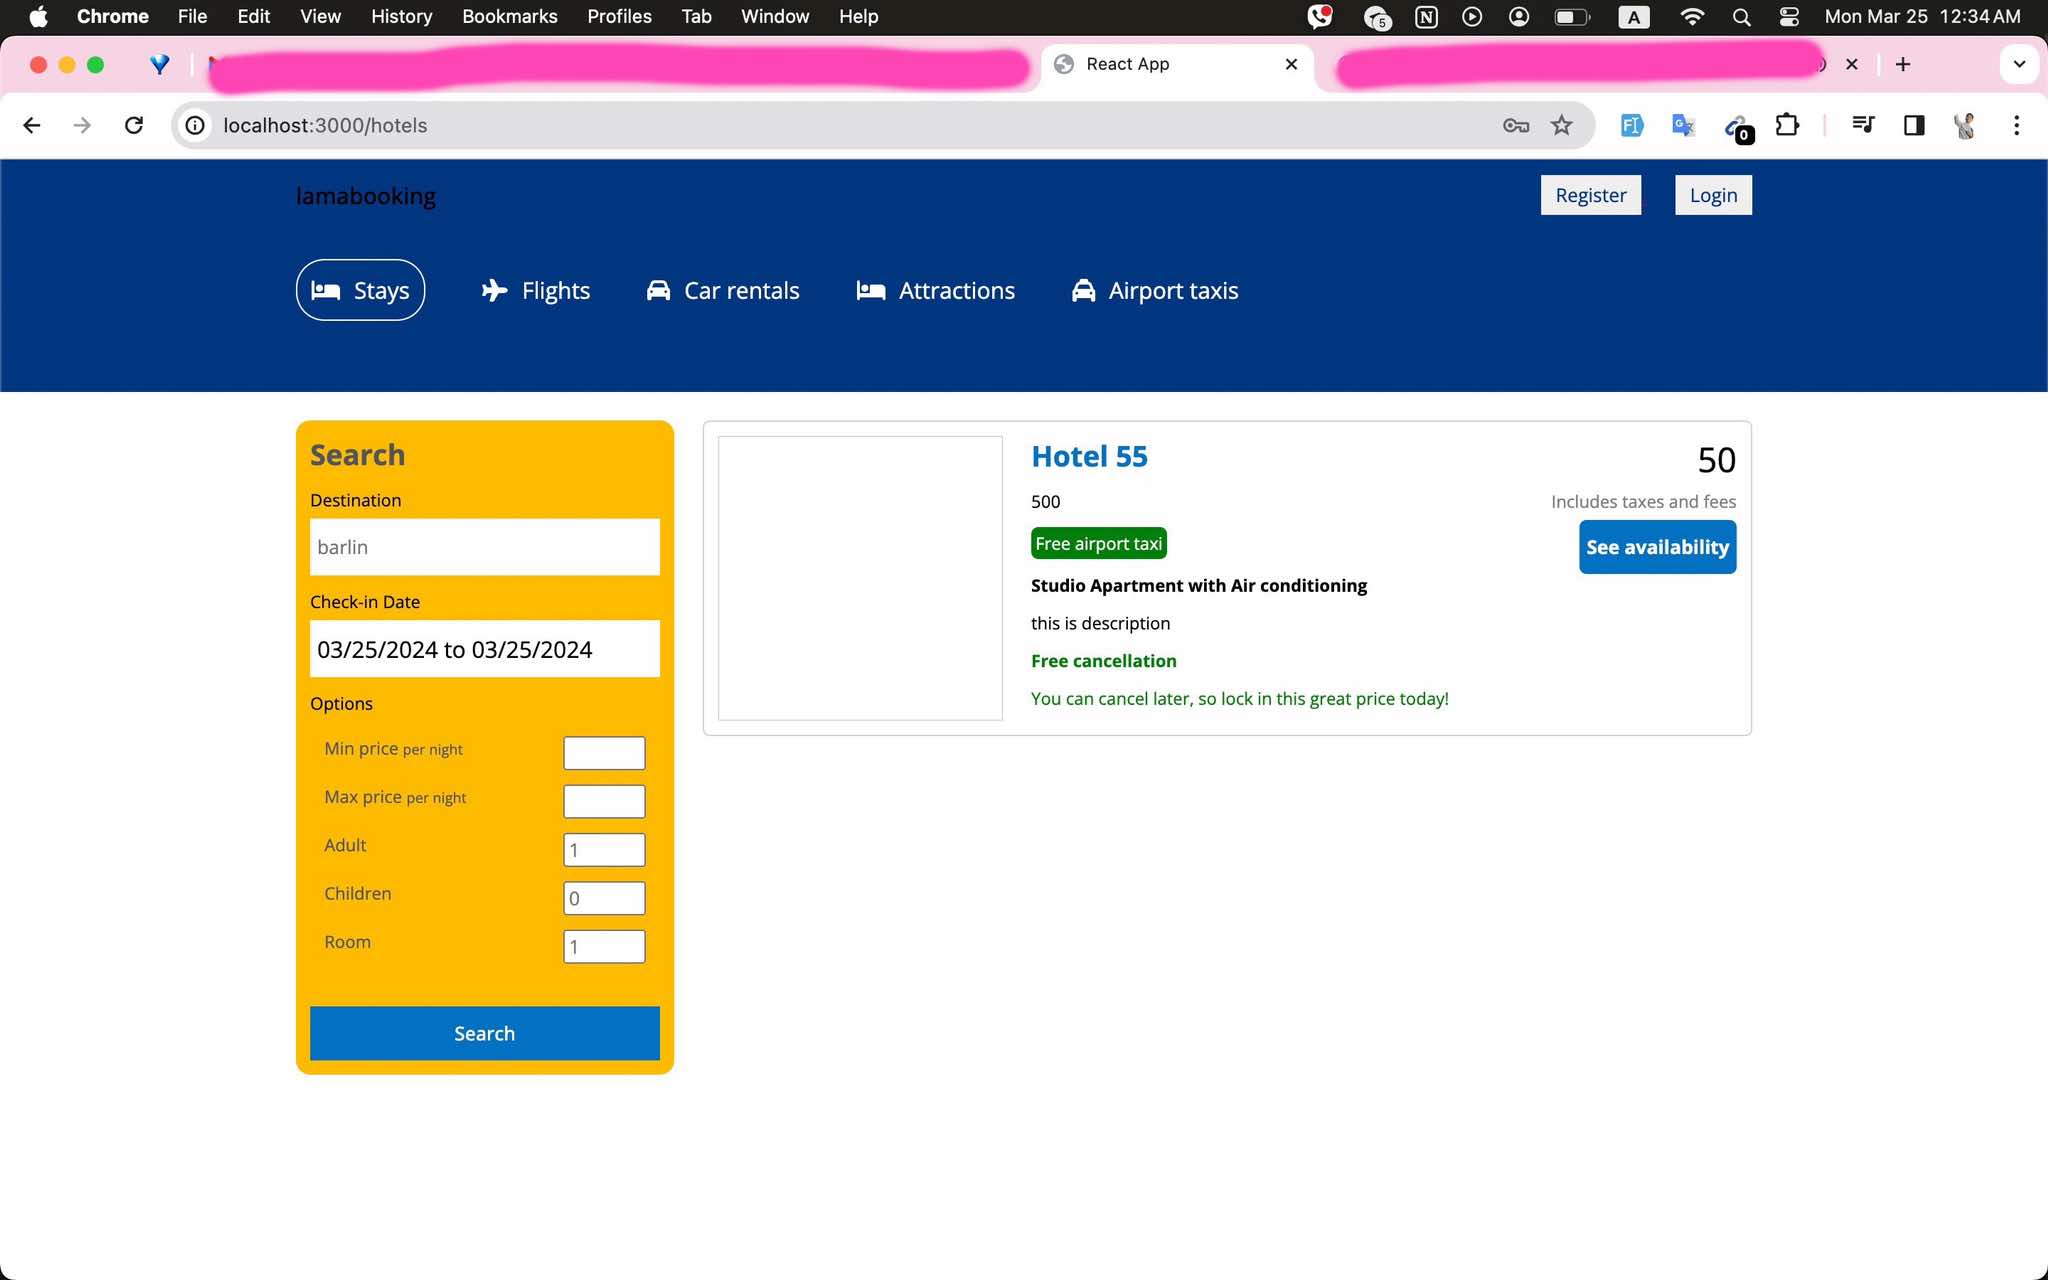 Chrome File Edit View History Bookmarks Profiles Tab Window Help 5 N A Mon Mar 25 12:34 AM
React App
localhost:3000/hotels 0
lamabooking Register Login
Stays Flights Car rentals Attractions Airport taxis
Search
Destination
barlin
Check-in Date
03/25/2024 to 03/25/2024
Options
Min price per night
Max price per night
Adult 1
Children 0
Room 1
Search
Hotel 55 50
500 Includes taxes and fees
Free airport taxi See availability
Studio Apartment with Air conditioning
this is description
Free cancellation
You can cancel later, so lock in this great price today!